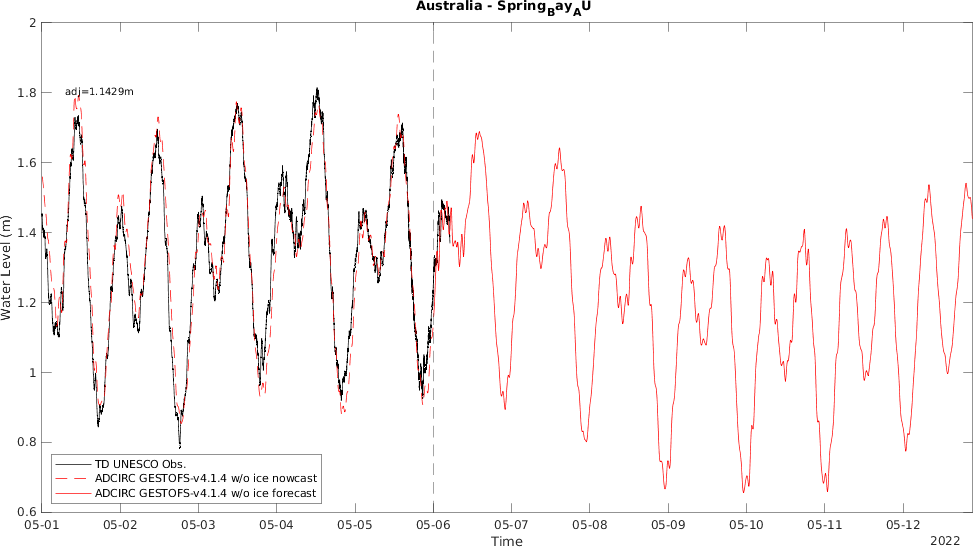 Australia - SpringBayAU
2
1.8
1.6
1.4
1.2
1
0.8
0.6
Water Level (m)
adj=1.1429m
TD UNESCO Obs.
ADCIRC GESTOFS-v4.1.4 w/o ice nowcast
ADCIRC GESTOFS-v4.1.4 w/o ice forecast
05-01 05-02 05-03 05-04 05-05 05-06 05-07 05-08 05-09 05-10 05-11 05-12
Time
2022